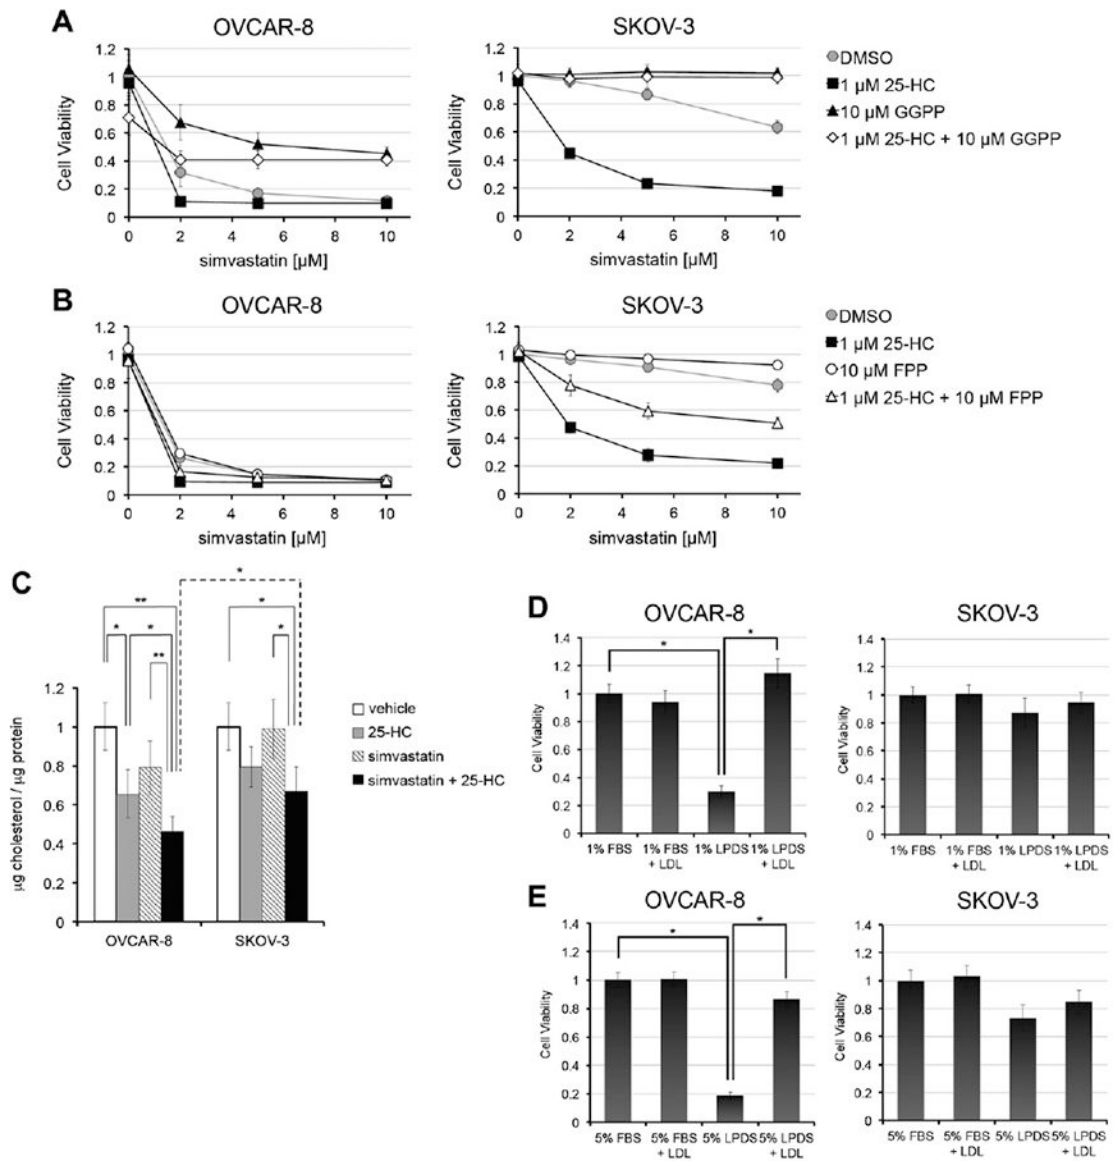 A
OVCAR-8
SKOV-3
1.2
1
0.8
0.6
0.4
0.2
0
Cell Viability
0 2 4 6 8 10
simvastatin [µM]
1.2
1
0.8
0.6
0.4
0.2
0
Cell Viability
0 2 4 6 8 10
simvastatin [µM]
DMSO
1 µM 25-HC
10 µM GGPP
1 µM 25-HC + 10 µM GGPP
B
OVCAR-8
SKOV-3
1.2
1
0.8
0.6
0.4
0.2
0
Cell Viability
0 2 4 6 8 10
simvastatin [µM]
1.2
1
0.8
0.6
0.4
0.2
0
Cell Viability
0 2 4 6 8 10
simvastatin [µM]
DMSO
1 µM 25-HC
10 µM FPP
1 µM 25-HC + 10 µM FPP
C
*
** *
* * *
**
1.2
1
0.8
0.6
0.4
0.2
0
µg cholesterol / µg protein
OVCAR-8 SKOV-3
vehicle
25-HC
simvastatin
simvastatin + 25-HC
D
OVCAR-8
SKOV-3
1.4
1.2
1
0.8
0.6
0.4
0.2
0
Cell Viability
* *
1% FBS 1% FBS 1% LPDS 1% LPDS
+ LDL + LDL
1.4
1.2
1
0.8
0.6
0.4
0.2
0
Cell Viability
1% FBS 1% FBS 1% LPDS 1% LPDS
+ LDL + LDL
E
OVCAR-8
SKOV-3
1.4
1.2
1
0.8
0.6
0.4
0.2
0
Cell Viability
* *
5% FBS 5% FBS 5% LPDS 5% LPDS
+ LDL + LDL
1.4
1.2
1
0.8
0.6
0.4
0.2
0
Cell Viability
5% FBS 5% FBS 5% LPDS 5% LPDS
+ LDL + LDL